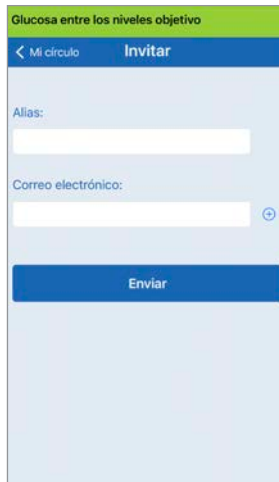 Glucosa entre los niveles objetivo
Mi círculo
Invitar
Alias:
Correo electrónico:
Enviar